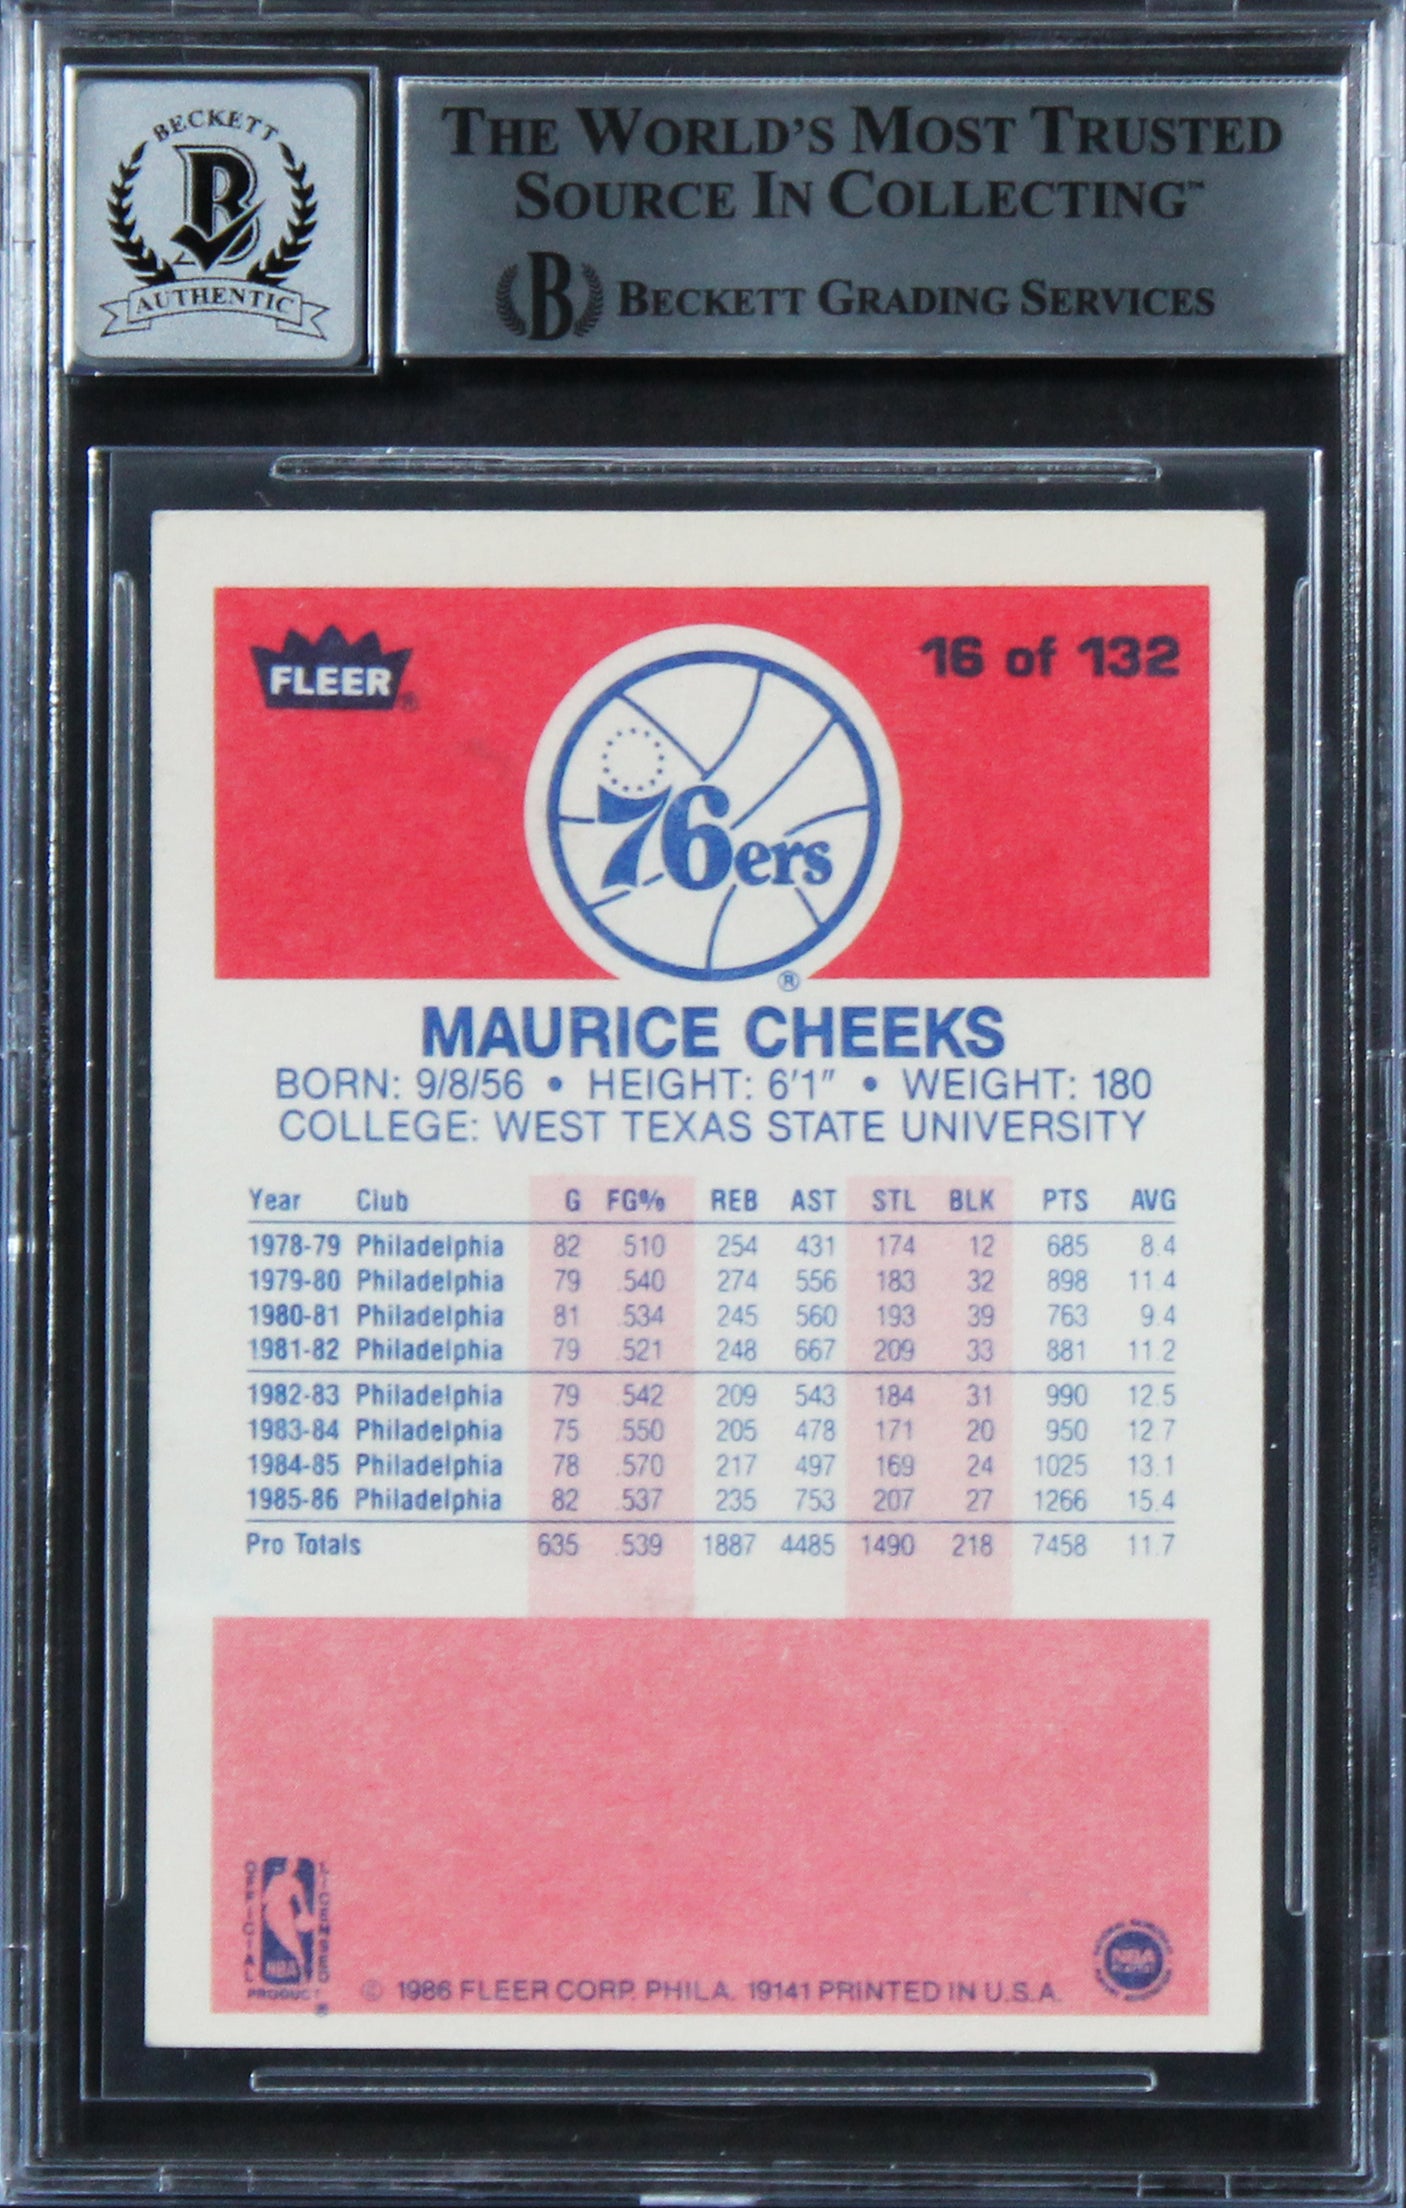 BECKETT
B
AUTHENTIC
THE WORLD'S MOST TRUSTED
SOURCE IN COLLECTING™
B BECKETT GRADING SERVICES
FLEER®
16 of 132
76ers
®
MAURICE CHEEKS
BORN: 9/8/56 • HEIGHT: 6'1" • WEIGHT: 180
COLLEGE: WEST TEXAS STATE UNIVERSITY
Year Club G FG% REB AST STL BLK PTS AVG
1978-79 Philadelphia 82 .510 254 431 174 12 685 8.4
1979-80 Philadelphia 79 .540 274 556 183 32 898 11.4
1980-81 Philadelphia 81 .534 245 560 193 39 763 9.4
1981-82 Philadelphia 79 .521 248 667 209 33 881 11.2
1982-83 Philadelphia 79 .542 209 543 184 31 990 12.5
1983-84 Philadelphia 75 .550 205 478 171 20 950 12.7
1984-85 Philadelphia 78 .570 217 497 169 24 1025 13.1
1985-86 Philadelphia 82 .537 235 753 207 27 1266 15.4
Pro Totals 635 .539 1887 4485 1490 218 7458 11.7
OFFICIAL
LICENSED
NBA
PRODUCT
®
© 1986 FLEER CORP. PHILA. 19141 PRINTED IN U.S.A.
NBA